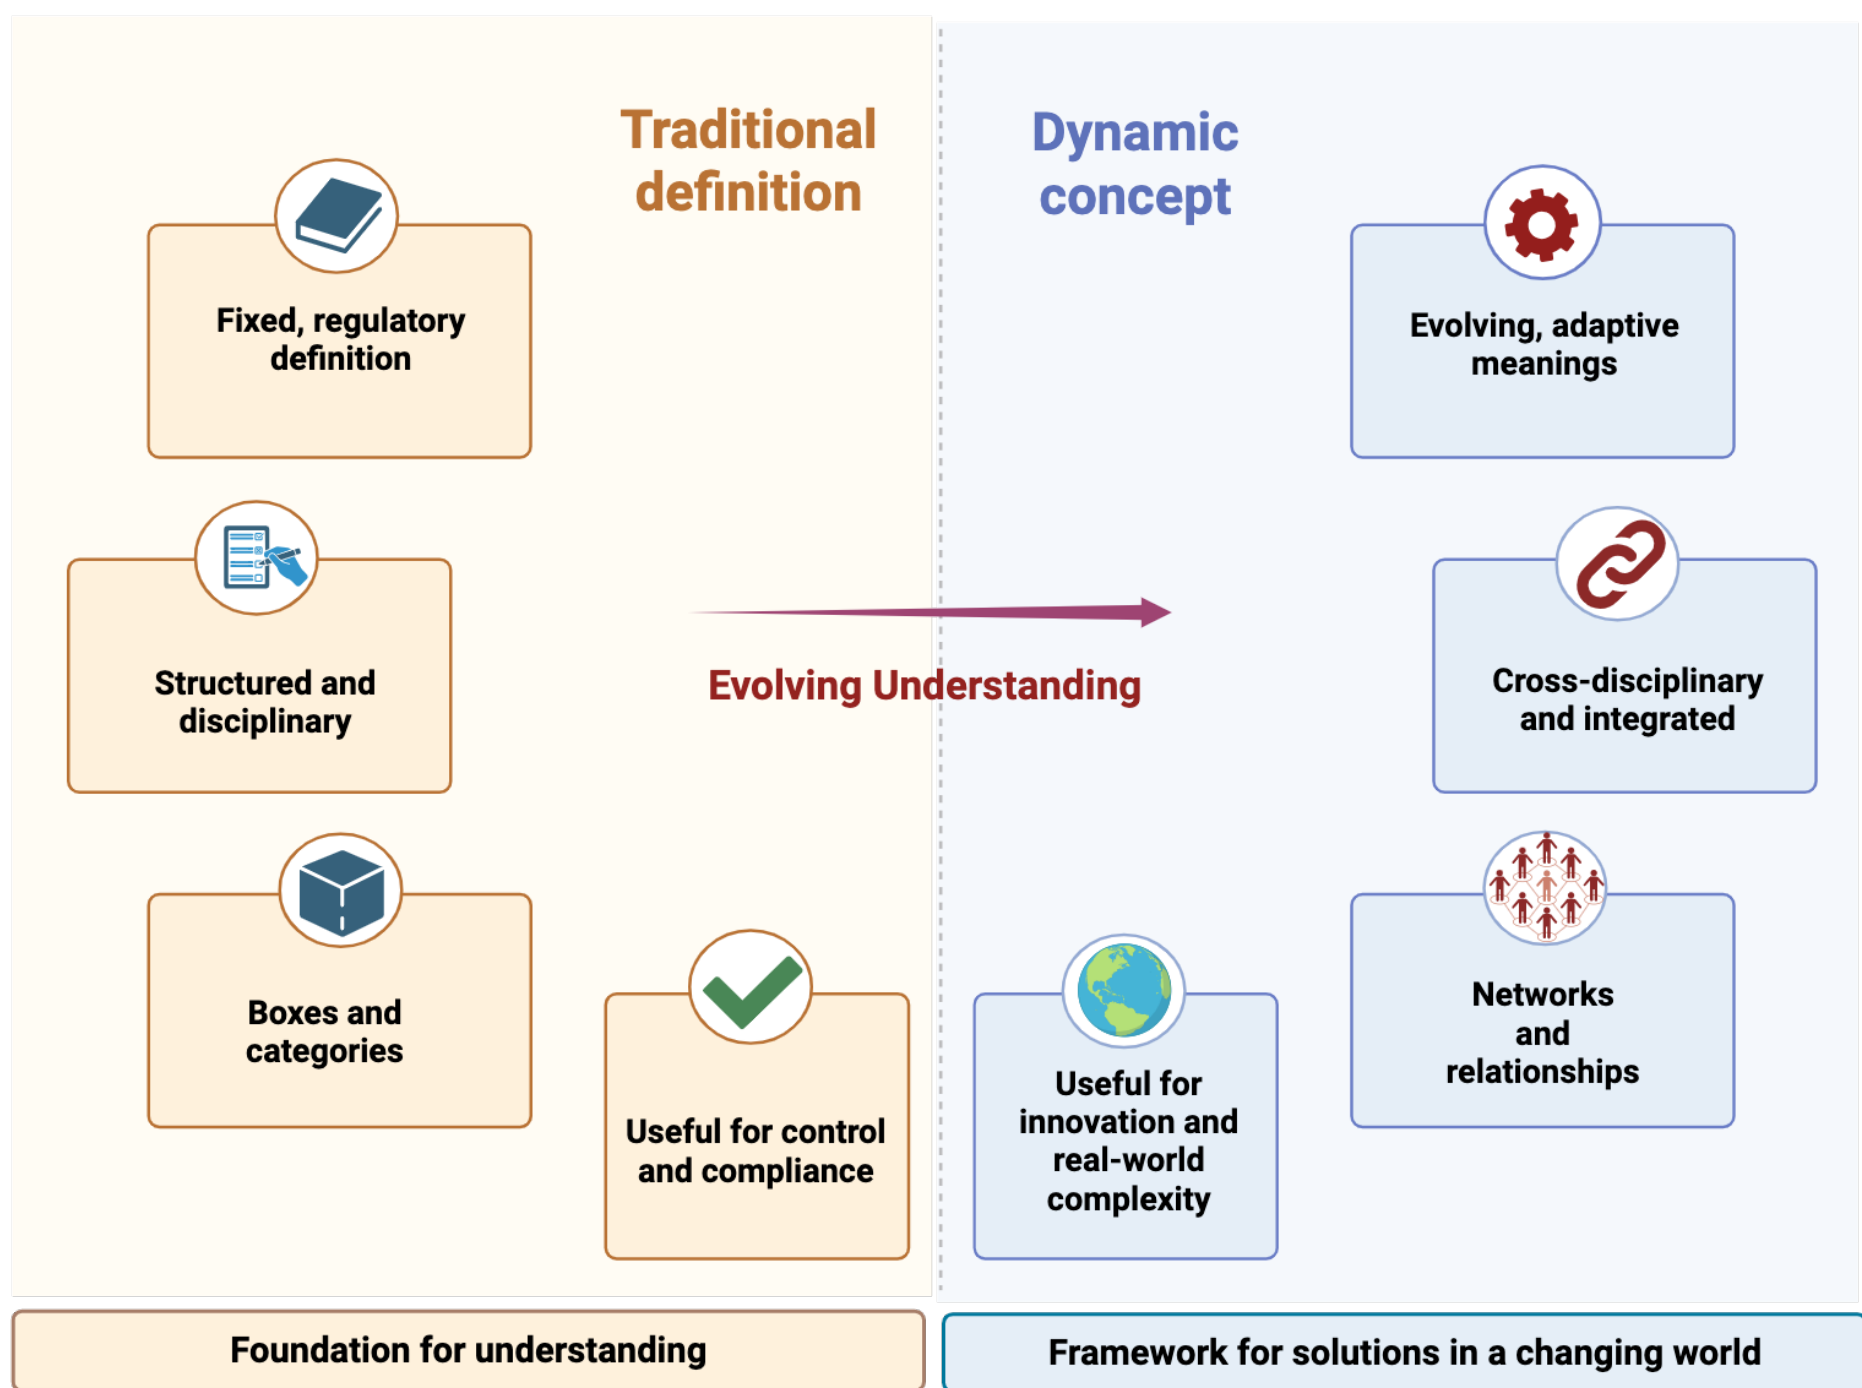 Traditional
definition
Fixed, regulatory
definition
Structured and
disciplinary
Boxes and
categories
Useful for control
and compliance
Foundation for understanding
Evolving Understanding
Dynamic
concept
Evolving, adaptive
meanings
Cross-disciplinary
and integrated
Networks
and
relationships
Useful for
innovation and
real-world
complexity
Framework for solutions in a changing world